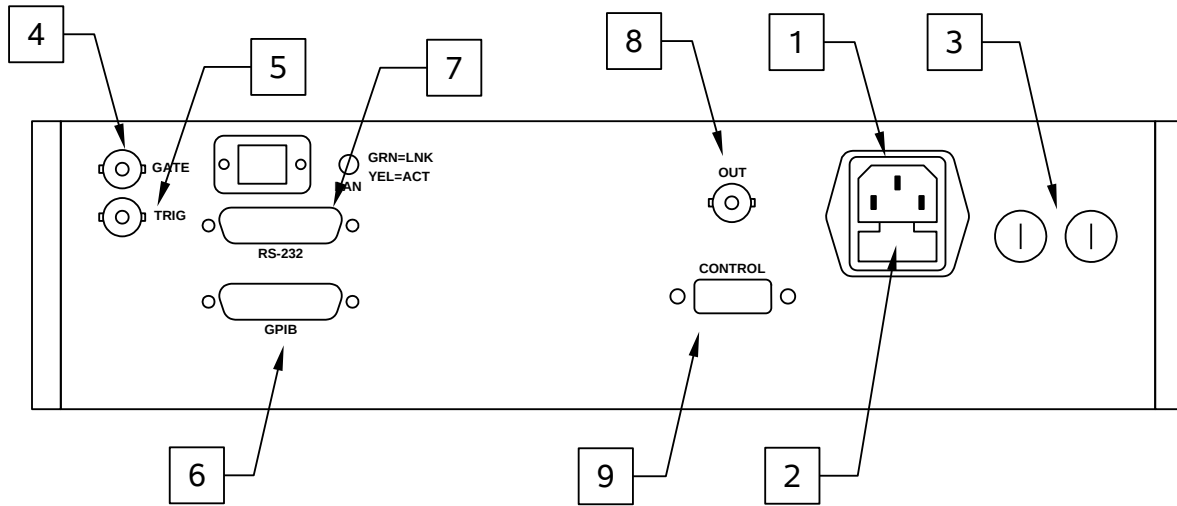 4
5
7
8
1
3
GATE
GRN=LNK
YEL=ACT
LAN
TRIG
OUT
RS-232
CONTROL
GPIB
6
9
2